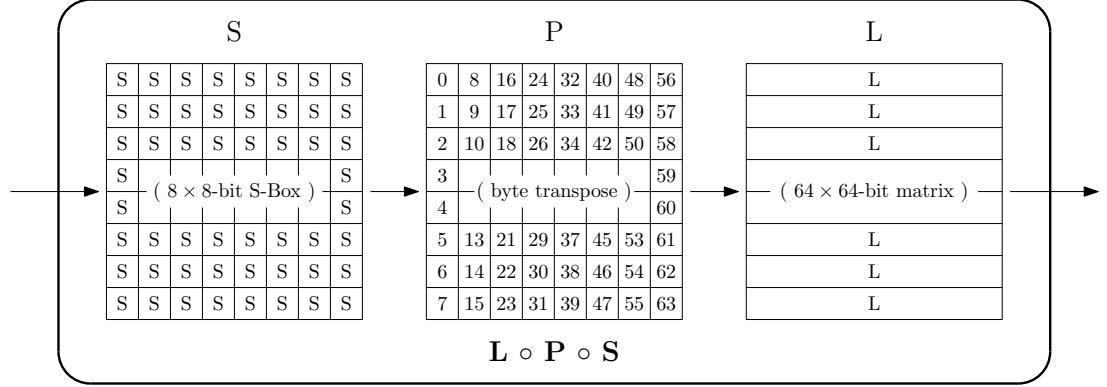 S P L
S S S S S S S S 0 8 16 24 32 40 48 56 L
S S S S S S S S 1 9 17 25 33 41 49 57 L
S S S S S S S S 2 10 18 26 34 42 50 58 L
S S 3 59
( 8 × 8-bit S-Box ) ( byte transpose ) ( 64 × 64-bit matrix )
S S 4 60
S S S S S S S S 5 13 21 29 37 45 53 61 L
S S S S S S S S 6 14 22 30 38 46 54 62 L
S S S S S S S S 7 15 23 31 39 47 55 63 L
L ∘ P ∘ S